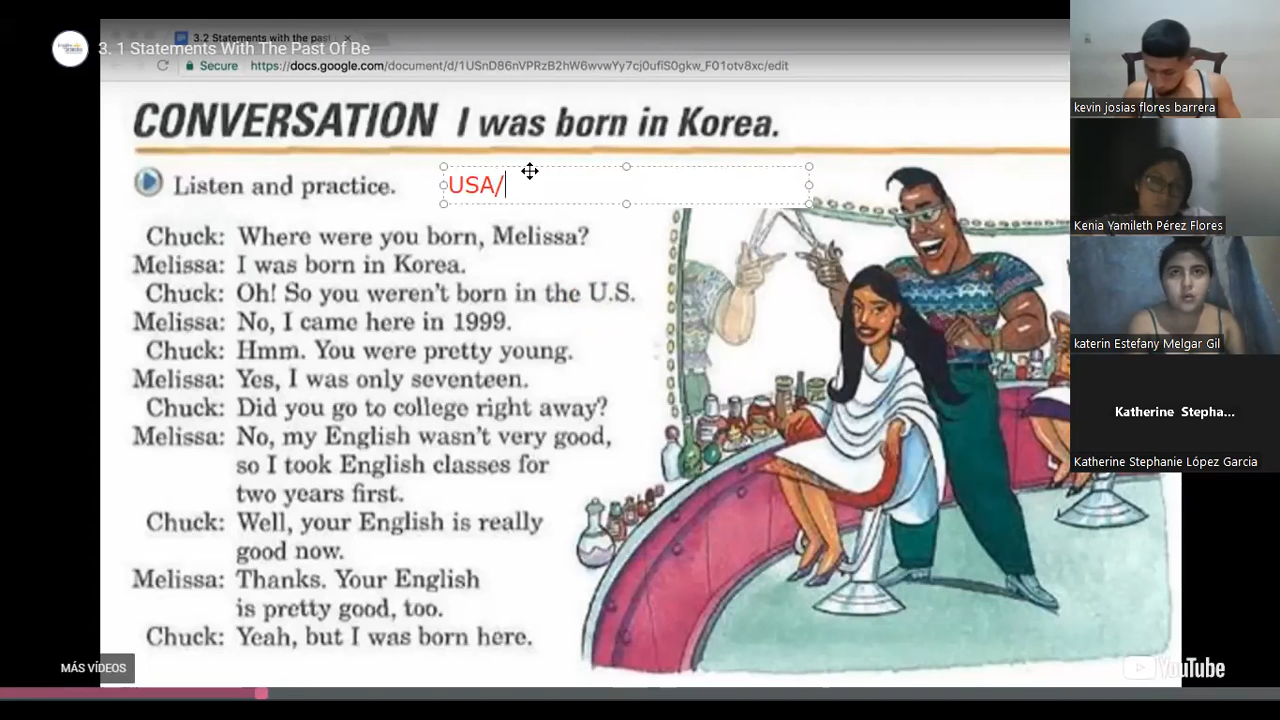 3.2 Statements with the past
3. 1 Statements With The Past Of Be
Secure https://docs.google.com/document/d/1USnD86nVPRzB2hW6wvwYy7cj0ufiS0gkw_F01otv8xc/edit
CONVERSATION I was born in Korea.
Listen and practice.
USA/
Chuck: Where were you born, Melissa?
Melissa: I was born in Korea.
Chuck: Oh! So you weren't born in the U.S.
Melissa: No, I came here in 1999.
Chuck: Hmm. You were pretty young.
Melissa: Yes, I was only seventeen.
Chuck: Did you go to college right away?
Melissa: No, my English wasn't very good,
so I took English classes for
two years first.
Chuck: Well, your English is really
good now.
Melissa: Thanks. Your English
is pretty good, too.
Chuck: Yeah, but I was born here.
MÁS VÍDEOS
YouTube
kevin josias flores barrera
Kenia Yamileth Pérez Flores
katerin Estefany Melgar Gil
Katherine Stepha...
Katherine Stephanie López Garcia